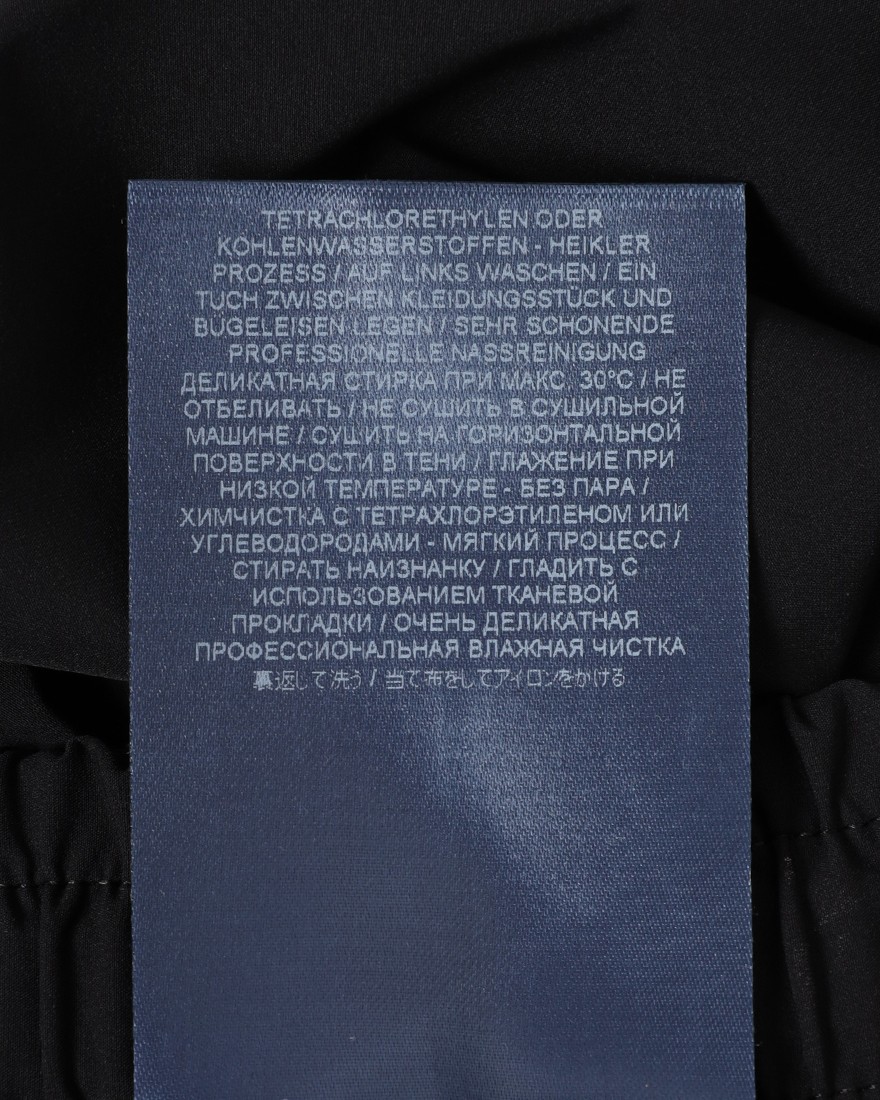 TETRACHLORETHYLEN ODER
KOHLENWASSERSTOFFEN - HEIKLER
PROZESS / AUF LINKS WASCHEN / EIN
TUCH ZWISCHEN KLEIDUNGSSTÜCK UND
BÜGELEISEN LEGEN / SEHR SCHONENDE
PROFESSIONELLE NASSREINIGUNG
ДЕЛИКАТНАЯ СТИРКА ПРИ МАКС. 30°C / НЕ
ОТБЕЛИВАТЬ / НЕ СУШИТЬ В СУШИЛЬНОЙ
МАШИНЕ / СУШИТЬ НА ГОРИЗОНТАЛЬНОЙ
ПОВЕРХНОСТИ В ТЕНИ / ГЛАЖЕНИЕ ПРИ
НИЗКОЙ ТЕМПЕРАТУРЕ - БЕЗ ПАРА /
ХИМЧИСТКА С ТЕТРАХЛОРЭТИЛЕНОМ ИЛИ
УГЛЕВОДОРОДАМИ - МЯГКИЙ ПРОЦЕСС /
СТИРАТЬ НАИЗНАНКУ / ГЛАДИТЬ С
ИСПОЛЬЗОВАНИЕМ ТКАНЕВОЙ
ПРОКЛАДКИ / ОЧЕНЬ ДЕЛИКАТНАЯ
ПРОФЕССИОНАЛЬНАЯ ВЛАЖНАЯ ЧИСТКА
裏返して洗う / 当て布をしてアイロンをかける